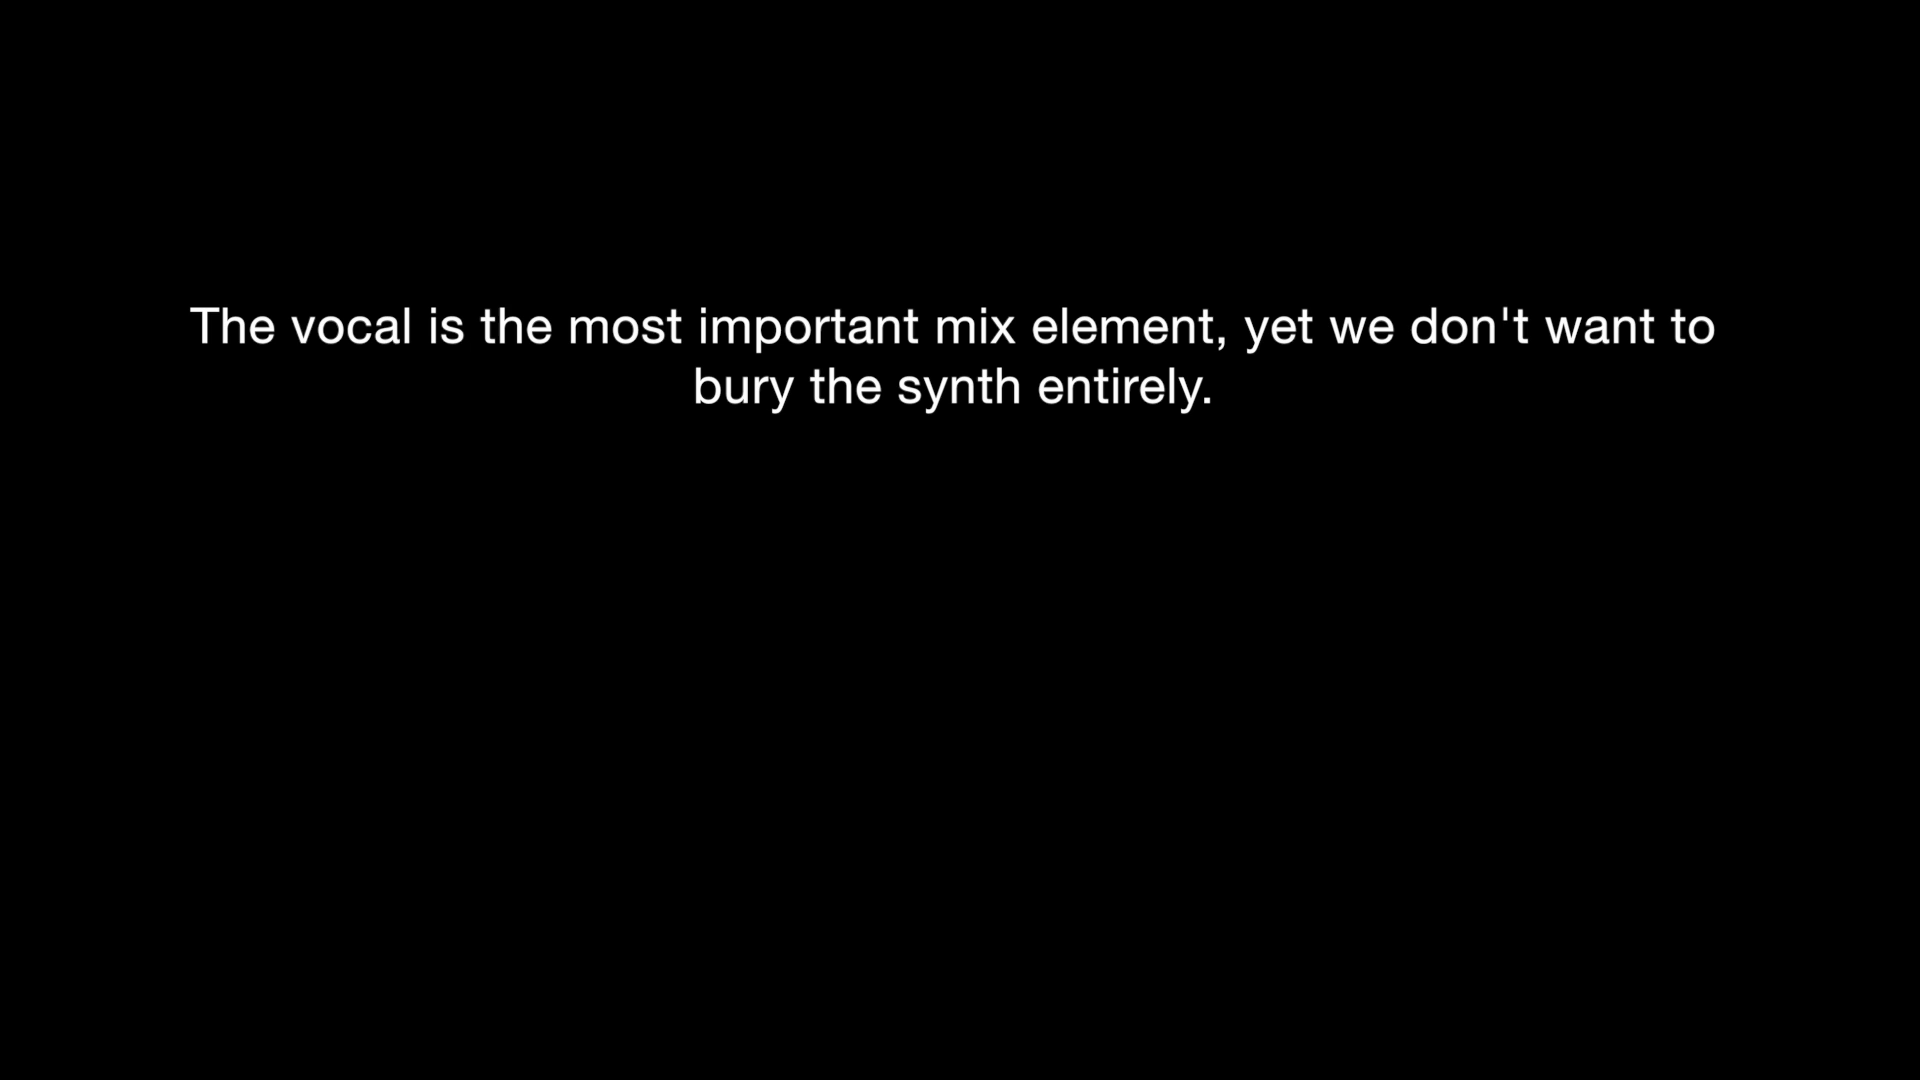 The vocal is the most important mix element, yet we don't want to
bury the synth entirely.